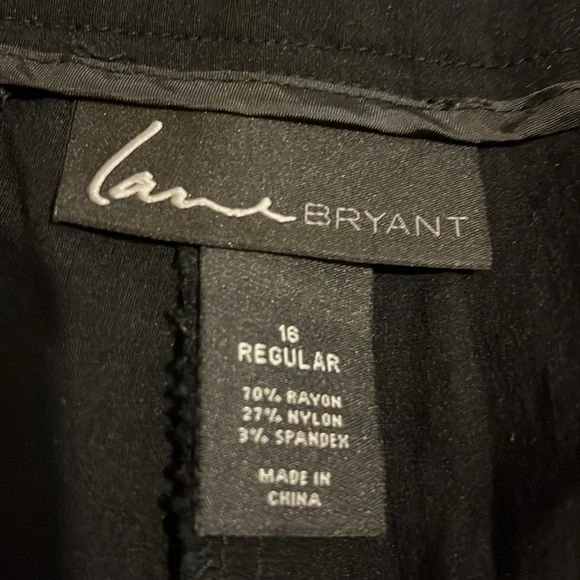 Lane BRYANT
16
REGULAR
70% RAYON
27% NYLON
3% SPANDEX
MADE IN
CHINA